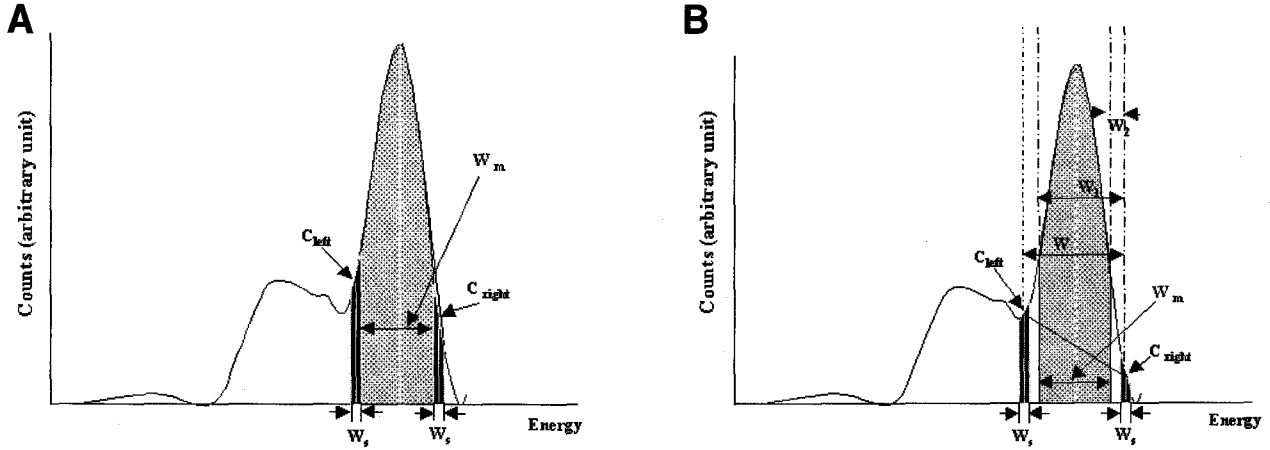 A
Counts (arbitrary unit)
W m
C left
C right
W s
W s
Energy
B
Counts (arbitrary unit)
W 2
W 1
W
C left
W m
C right
W s
W s
Energy